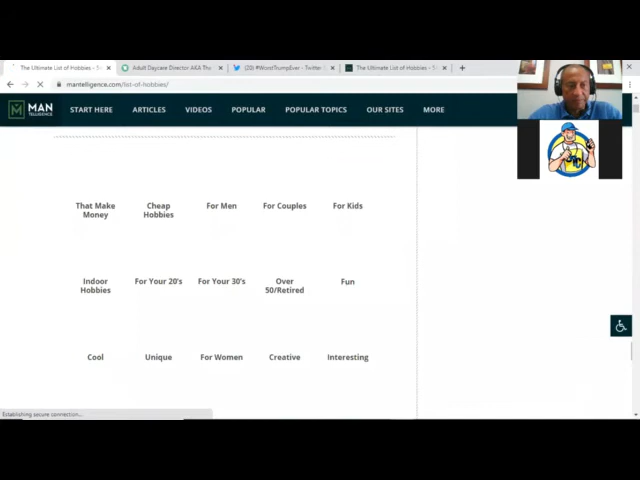 The Ultimate List of Hobbies - T
Adult Daycare Director AKA Tha
(20) #WorstTrumpEver - Twitter
The Ultimate List of Hobbies - T
mantelligence.com/list-of-hobbies/
MAN
TELLIGENCE
START HERE ARTICLES VIDEOS POPULAR POPULAR TOPICS OUR SITES MORE
That Make Money
Cheap Hobbies
For Men
For Couples
For Kids
Indoor Hobbies
For Your 20's
For Your 30's
Over 50/Retired
Fun
Cool
Unique
For Women
Creative
Interesting
Establishing secure connection...